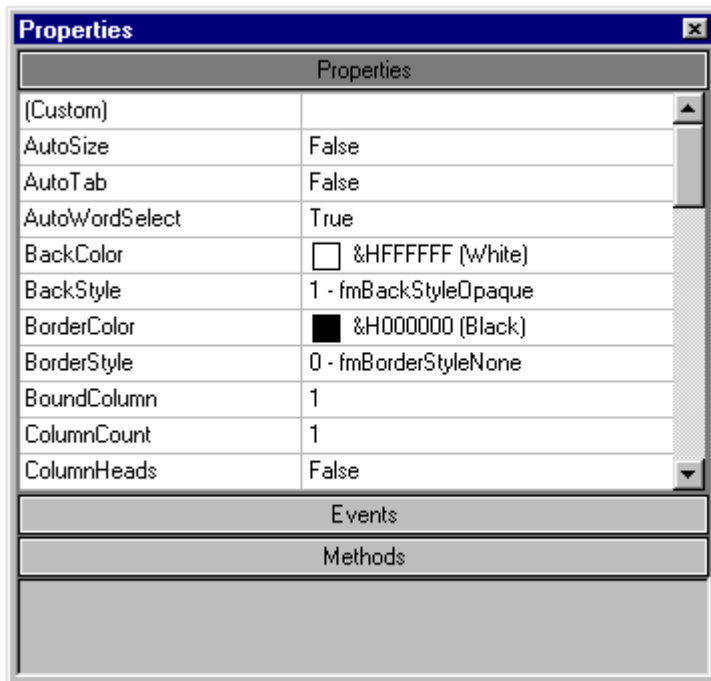 Properties
Properties
(Custom)
AutoSize False
AutoTab False
AutoWordSelect True
BackColor &HFFFFFF (White)
BackStyle 1 - fmBackStyleOpaque
BorderColor &H000000 (Black)
BorderStyle 0 - fmBorderStyleNone
BoundColumn 1
ColumnCount 1
ColumnHeads False
Events
Methods